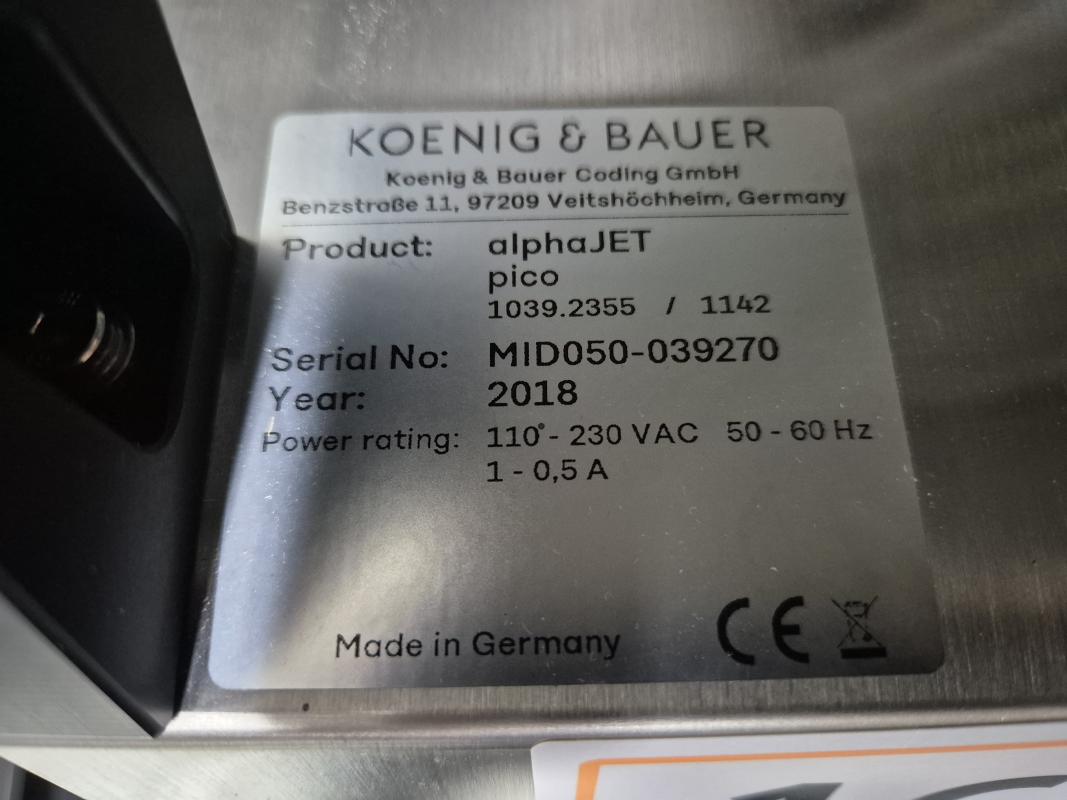 KOENIG & BAUER
Koenig & Bauer Coding GmbH
Benzstraße 11, 97209 Veitshöchheim, Germany
Product: alphaJET
pico
1039.2355 / 1142
Serial No: MID050-039270
Year: 2018
Power rating: 110°- 230 VAC 50 - 60 Hz
1 - 0,5 A
Made in Germany CE